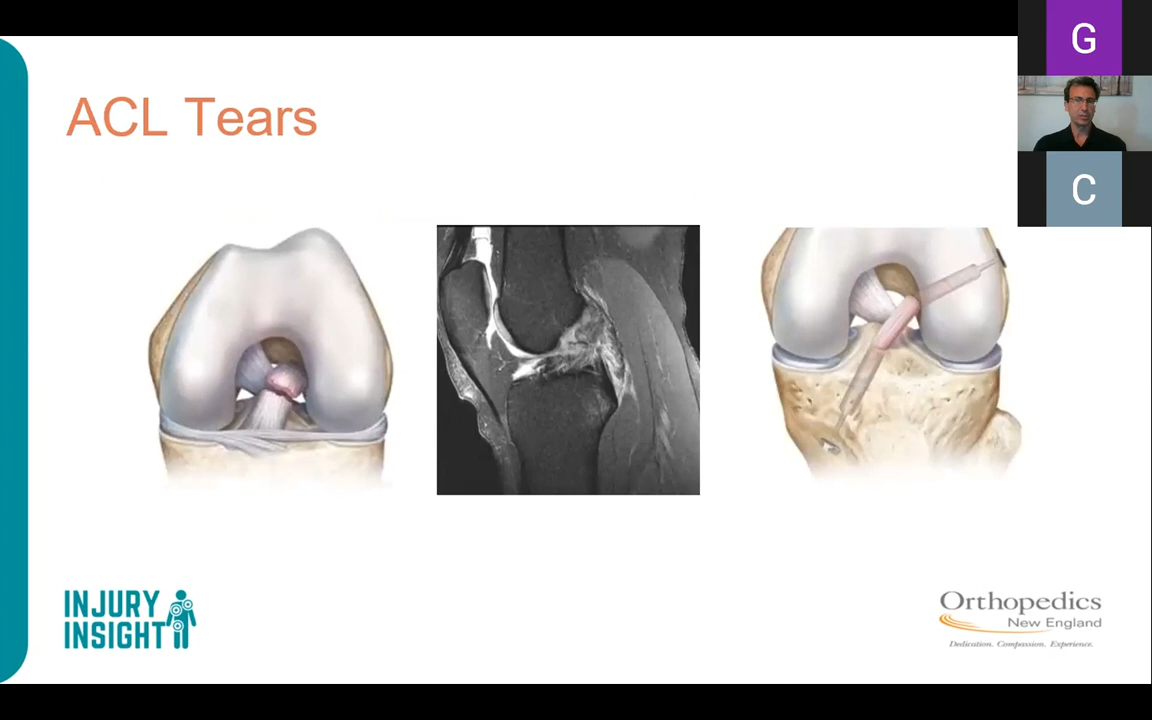 G
ACL Tears
C
INJURY
INSIGHT
Orthopedics
New England
Dedication. Compassion. Experience.